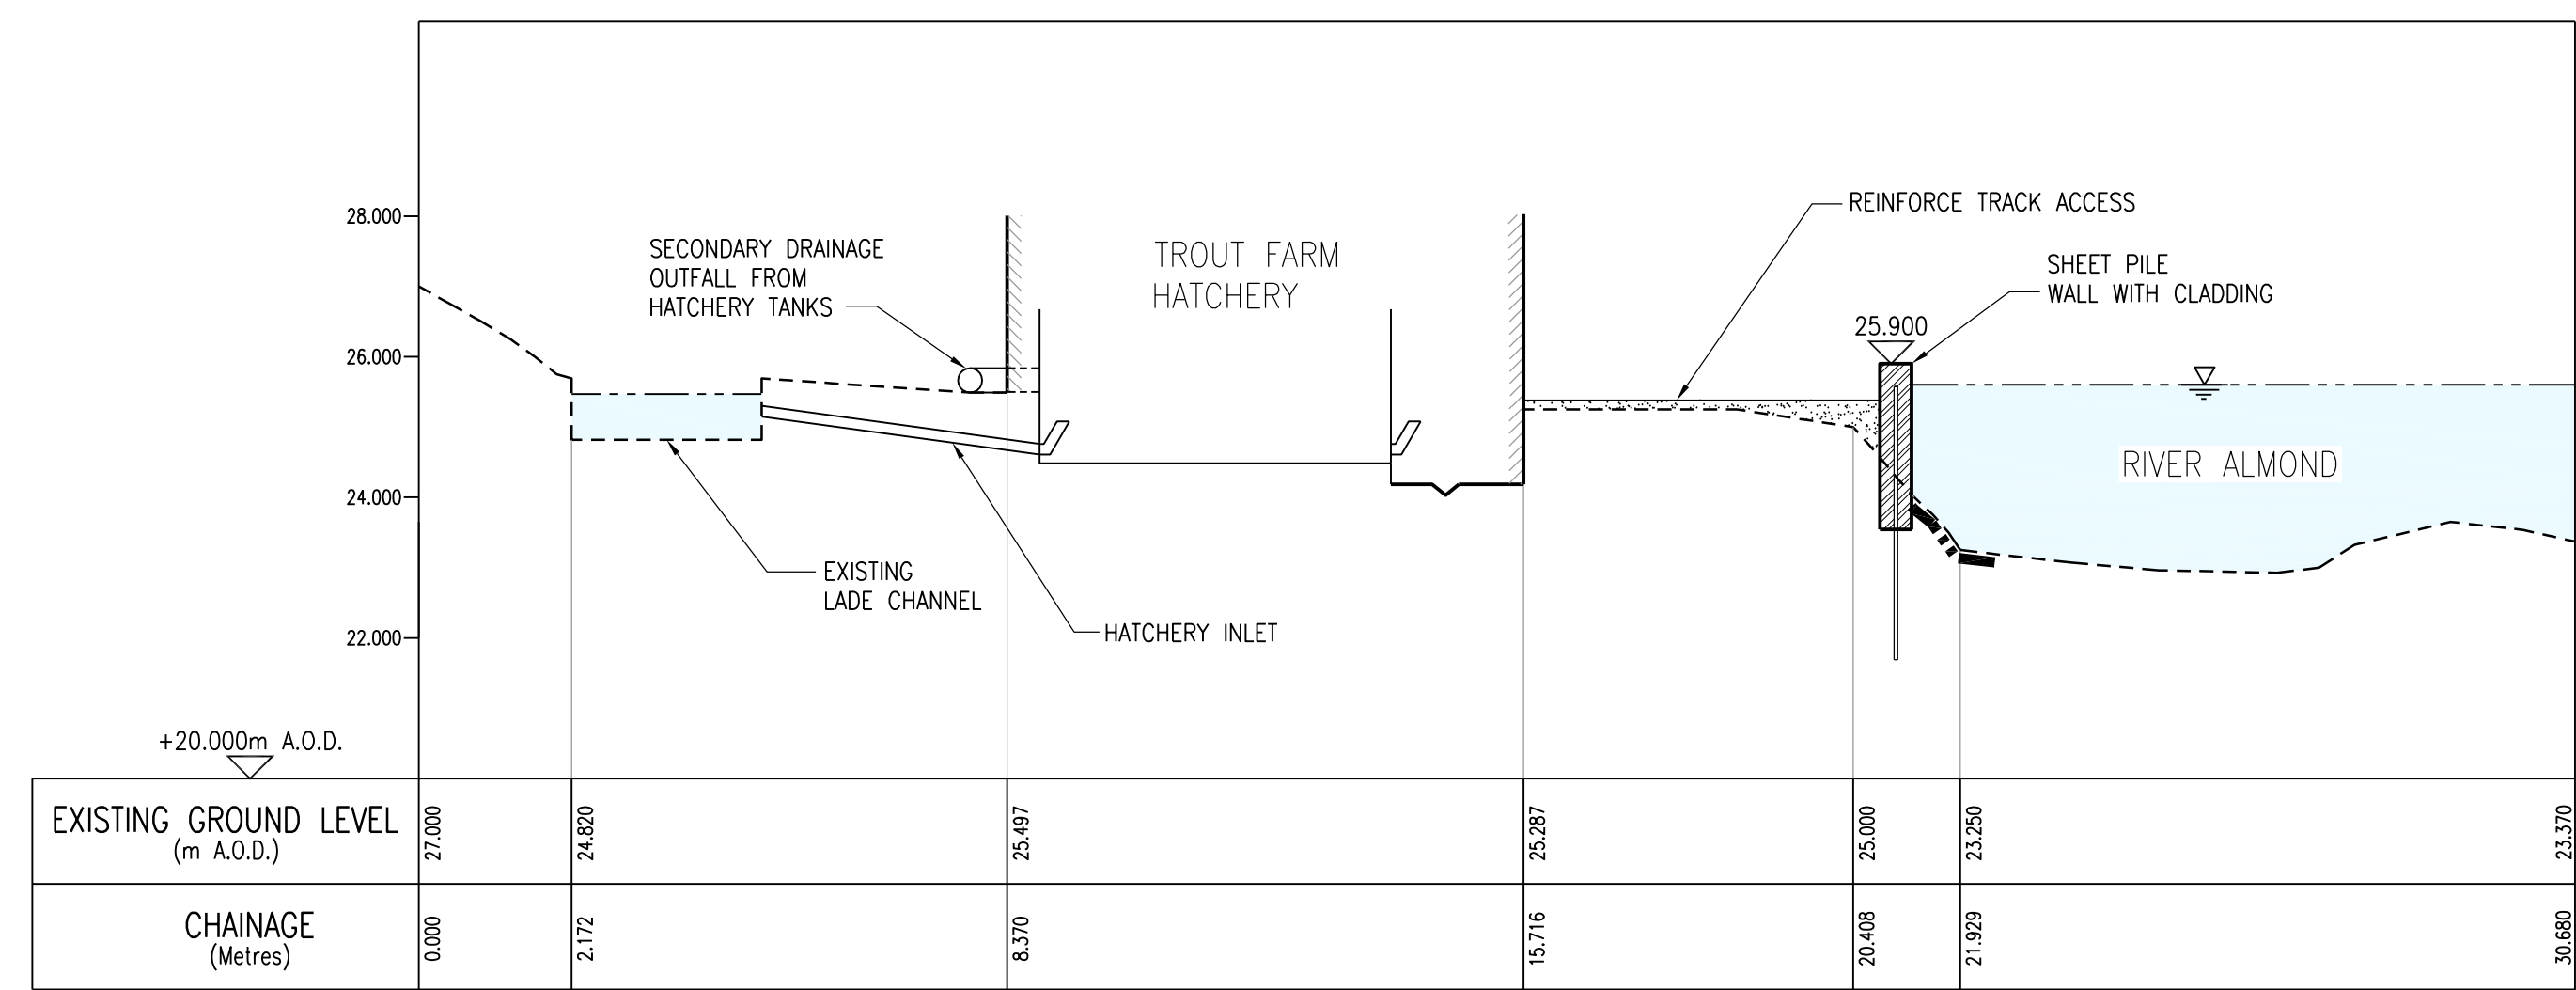 REINFORCE TRACK ACCESS
28.000
SECONDARY DRAINAGE
OUTFALL FROM
HATCHERY TANKS
TROUT FARM
HATCHERY
SHEET PILE
WALL WITH CLADDING
25.900
26.000
RIVER ALMOND
24.000
EXISTING
LADE CHANNEL
HATCHERY INLET
22.000
+20.000m A.O.D.
EXISTING GROUND LEVEL
(m A.O.D.)
27.000
24.820
25.497
25.287
25.000
23.250
23.370
CHAINAGE
(Metres)
0.000
2.172
8.370
15.716
20.408
21.929
30.680